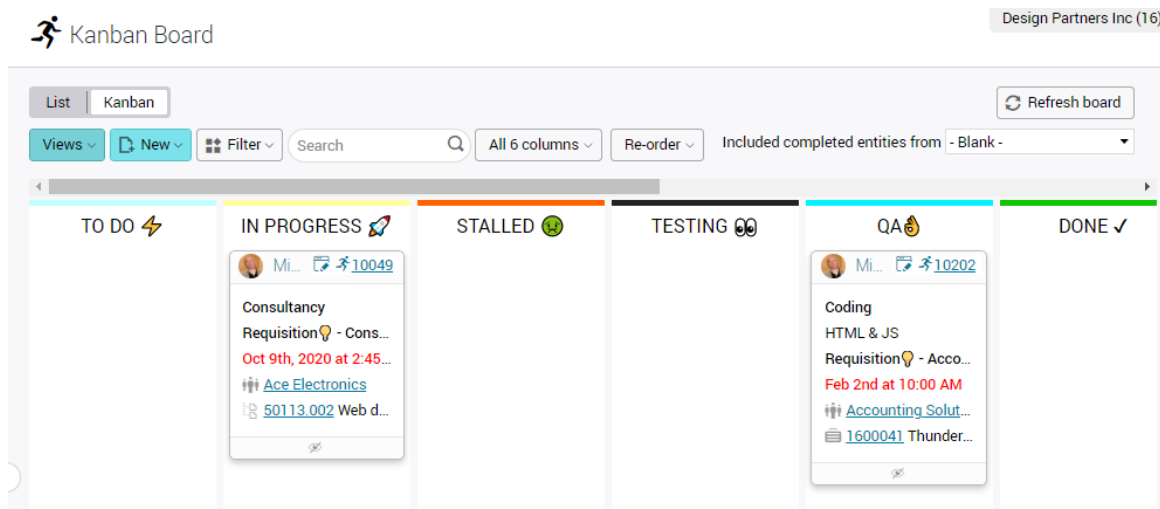 Design Partners Inc (16)
Kanban Board
List Kanban
Refresh board
Views New Filter Search All 6 columns Re-order Included completed entities from - Blank -
TO DO ⚡ IN PROGRESS 🚀 STALLED 🤢 TESTING 👀 QA👌 DONE ✓
Mi... 10049
Consultancy
Requisition💡 - Cons...
Oct 9th, 2020 at 2:45...
Ace Electronics
50113.002 Web d...
Mi... 10202
Coding
HTML & JS
Requisition💡 - Acco...
Feb 2nd at 10:00 AM
Accounting Solut...
1600041 Thunder...